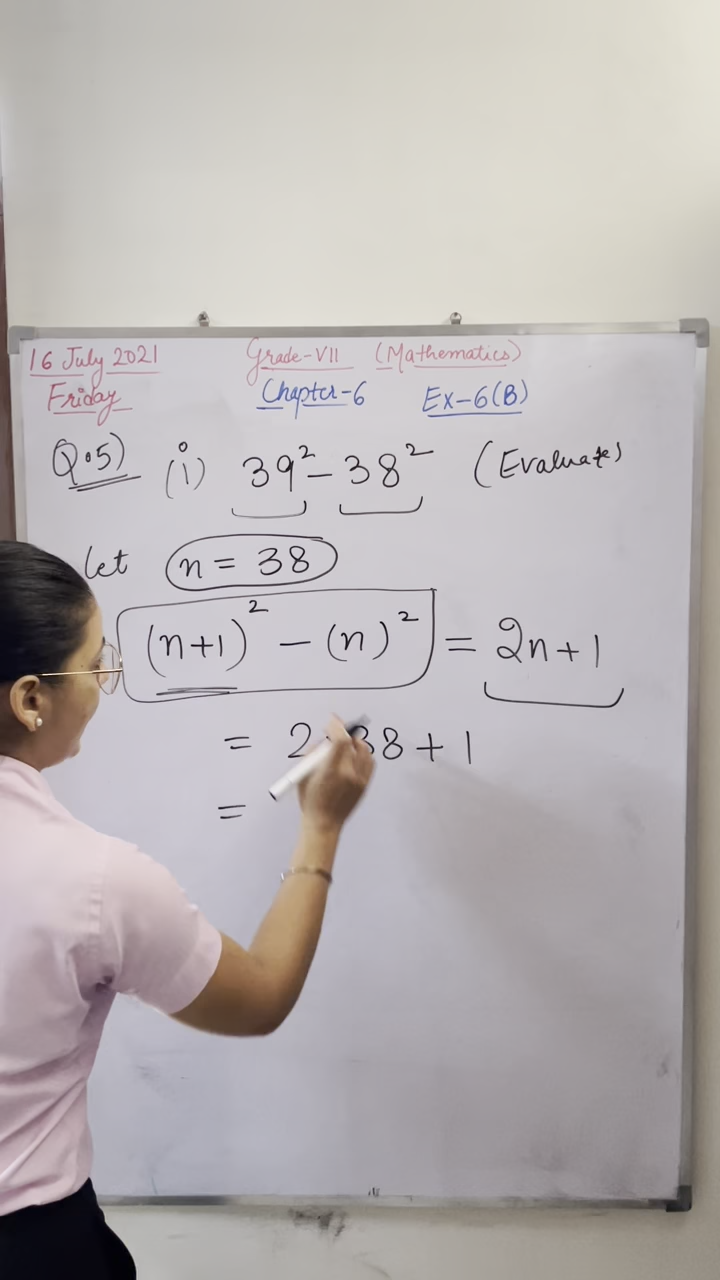 16 July 2021 Grade-VII (Mathematics)
Friday Chapter-6 Ex-6(B)
Q.5) (i) 39² - 38² (Evaluate)
let n = 38
(n+1)² - (n)² = 2n+1
= 2 38 + 1
=